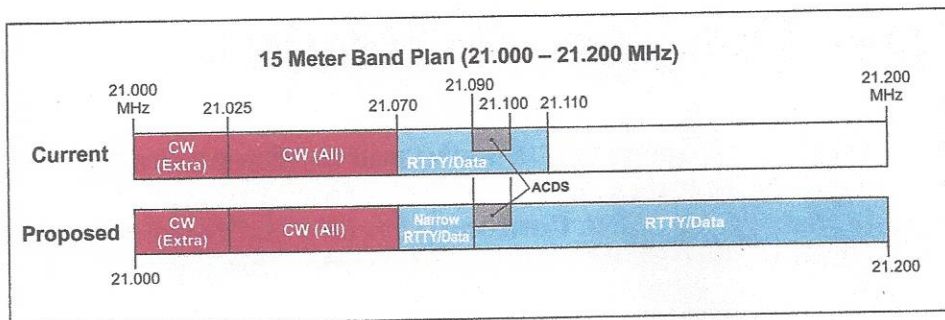 15 Meter Band Plan (21.000 – 21.200 MHz)
21.000
MHz
21.025
21.070
21.090
21.100
21.110
21.200
MHz
Current
CW
(Extra)
CW (All)
RTTY/Data
ACDS
Proposed
CW
(Extra)
CW (All)
Narrow
RTTY/Data
RTTY/Data
21.000
21.200